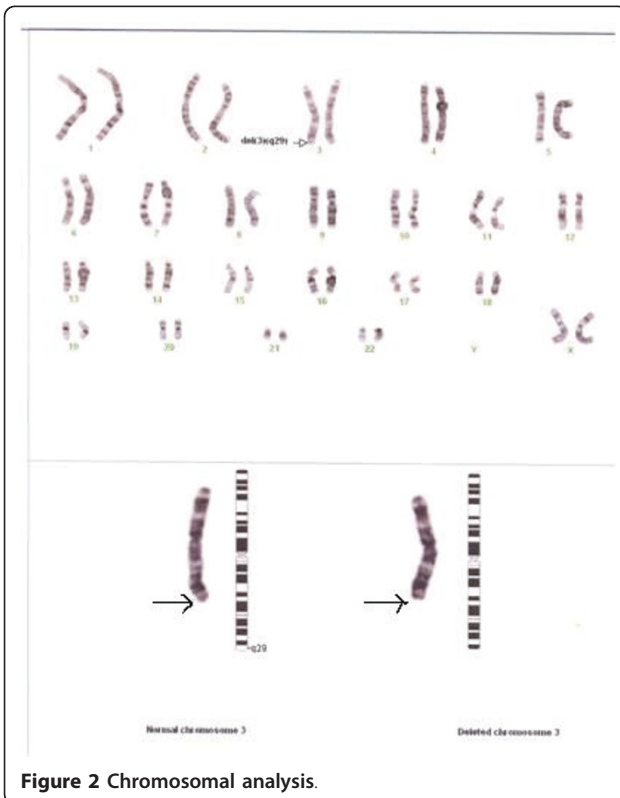 1 2 3 4 5
del(3)(q29)
6 7 8 9 10 11 12
13 14 15 16 17 18
19 20 21 22 Y X
q29
Normal chromosome 3 Deleted chromosome 3
Figure 2 Chromosomal analysis.